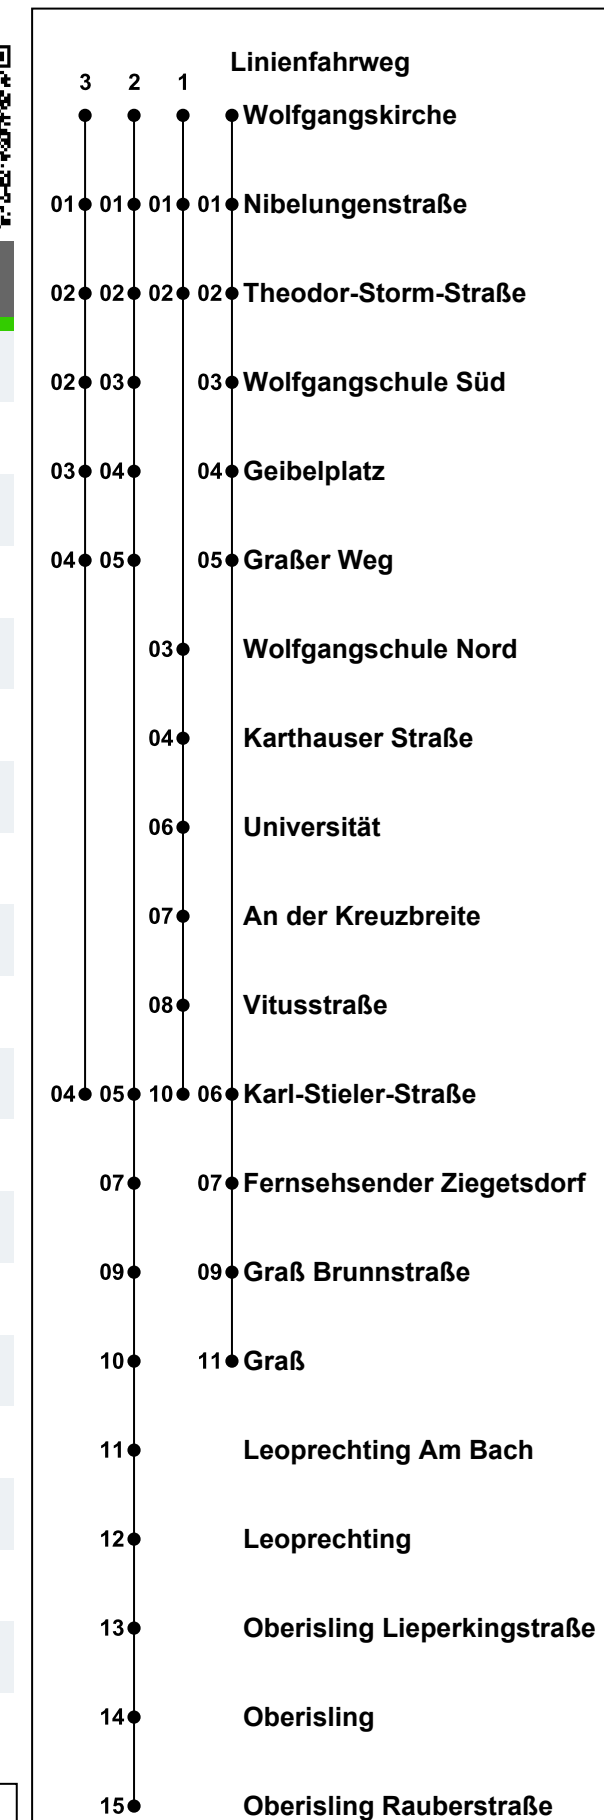 Linienfahrweg
3 2 1
Wolfgangskirche
01 01 01 01 Nibelungenstraße
02 02 02 02 Theodor-Storm-Straße
02 03 03 Wolfgangschule Süd
03 04 04 Geibelplatz
04 05 05 Graßer Weg
03 Wolfgangschule Nord
04 Karthauser Straße
06 Universität
07 An der Kreuzbreite
08 Vitusstraße
04 05 10 06 Karl-Stieler-Straße
07 07 Fernsehsender Ziegetsdorf
09 09 Graß Brunnstraße
10 11 Graß
11 Leoprechting Am Bach
12 Leoprechting
13 Oberisling Lieperkingstraße
14 Oberisling
15 Oberisling Rauberstraße